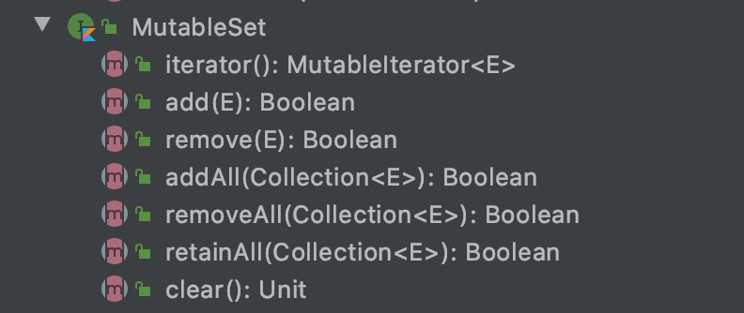 MutableSet
iterator(): MutableIterator<E>
add(E): Boolean
remove(E): Boolean
addAll(Collection<E>): Boolean
removeAll(Collection<E>): Boolean
retainAll(Collection<E>): Boolean
clear(): Unit